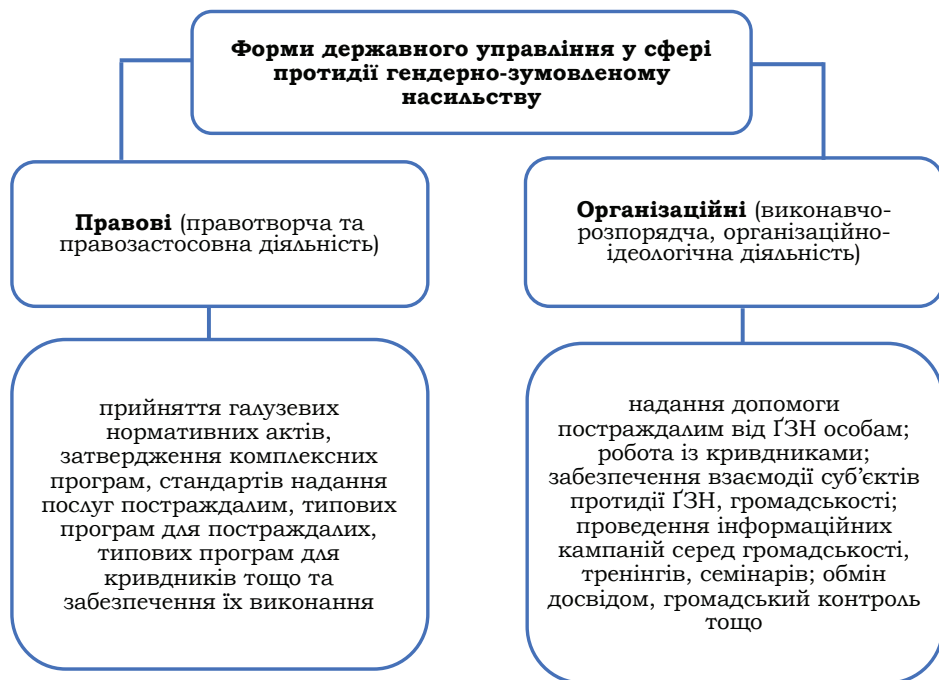 Форми державного управління у сфері
протидії гендерно-зумовленому
насильству
Правові (правотворча та
правозастосовна діяльність)
Організаційні (виконавчо-
розпорядча, організаційно-
ідеологічна діяльність)
прийняття галузевих
нормативних актів,
затвердження комплексних
програм, стандартів надання
послуг постраждалим, типових
програм для постраждалих,
типових програм для
кривдників тощо та
забезпечення їх виконання
надання допомоги
постраждалим від ҐЗН особам;
робота із кривдниками;
забезпечення взаємодії суб’єктів
протидії ҐЗН, громадськості;
проведення інформаційних
кампаній серед громадськості,
тренінгів, семінарів; обмін
досвідом, громадський контроль
тощо